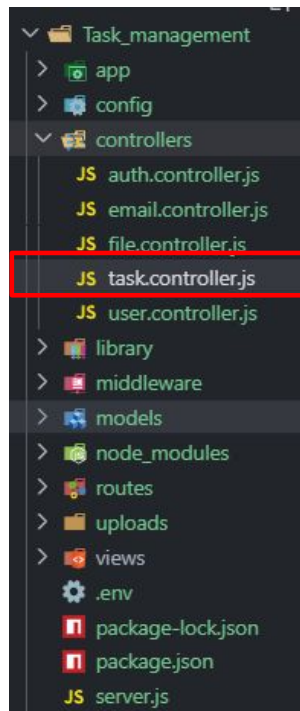 Task_management
app
config
controllers
JS auth.controller.js
JS email.controller.js
JS file.controller.js
JS task.controller.js
JS user.controller.js
library
middleware
models
node_modules
routes
uploads
views
.env
n package-lock.json
n package.json
JS server.js